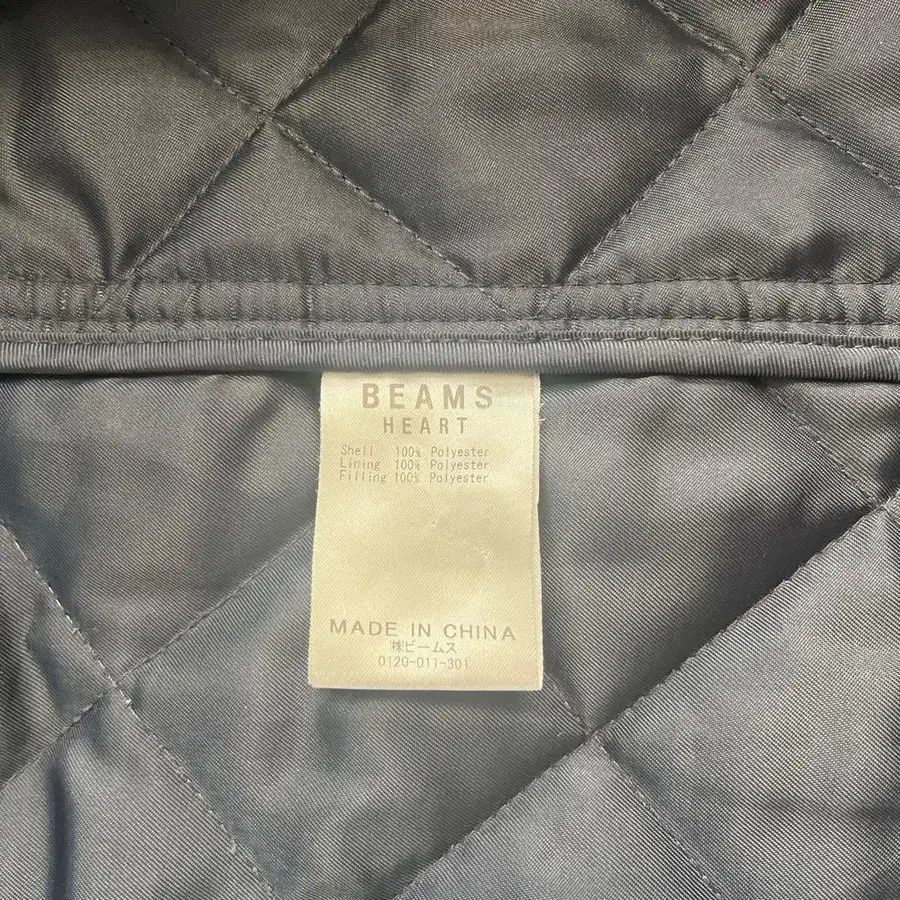 BEAMS
HEART
Shell 100% Polyester
Lining 100% Polyester
Filling 100% Polyester
MADE IN CHINA
㈱ビームス
0120-011-301